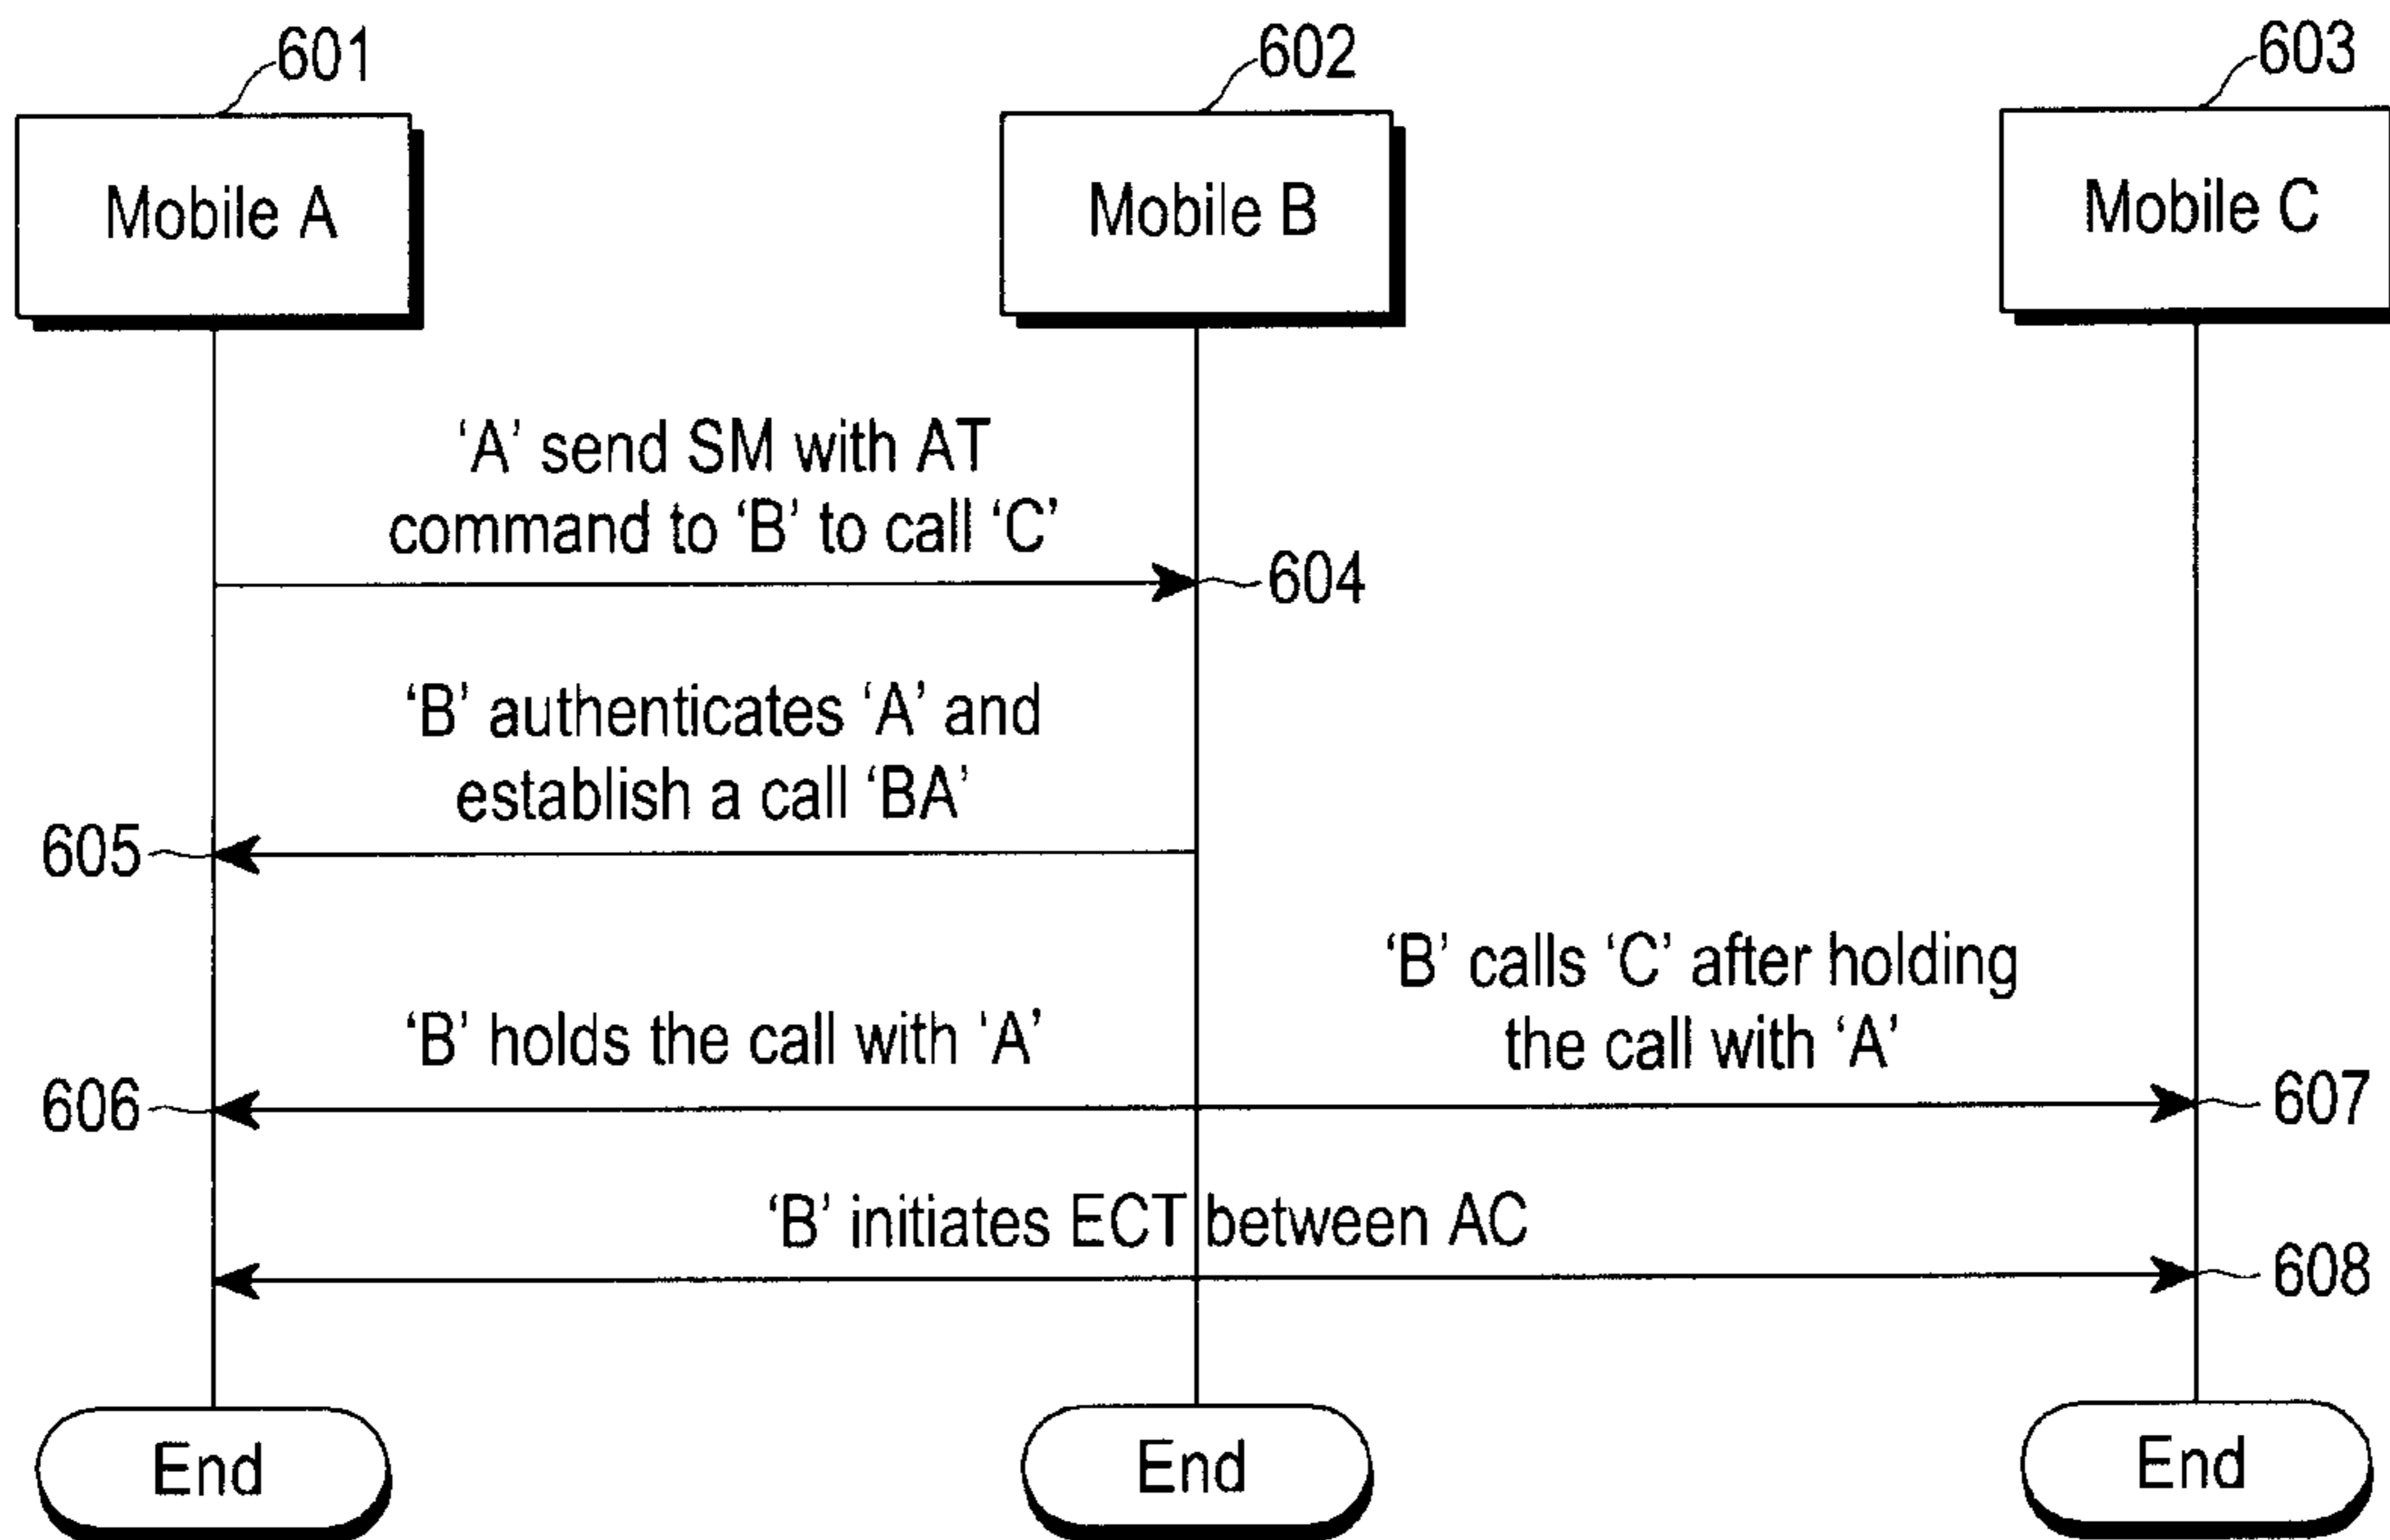 601
602
603
Mobile A
Mobile B
Mobile C
‘A’ send SM with AT
command to ‘B’ to call ‘C’
604
‘B’ authenticates ‘A’ and
establish a call ‘BA’
605
‘B’ calls ‘C’ after holding
the call with ‘A’
‘B’ holds the call with ‘A’
606
607
‘B’ initiates ECT between AC
608
End
End
End